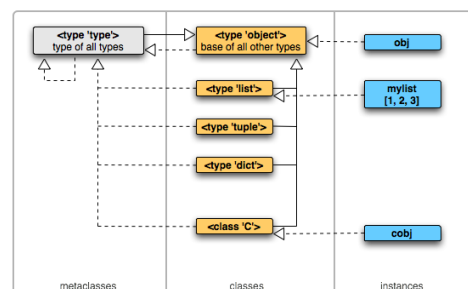 <type 'type'>
type of all types
<type 'object'>
base of all other types
obj
<type 'list'>
mylist
[1, 2, 3]
<type 'tuple'>
<type 'dict'>
<class 'C'>
cobj
metaclasses
classes
instances